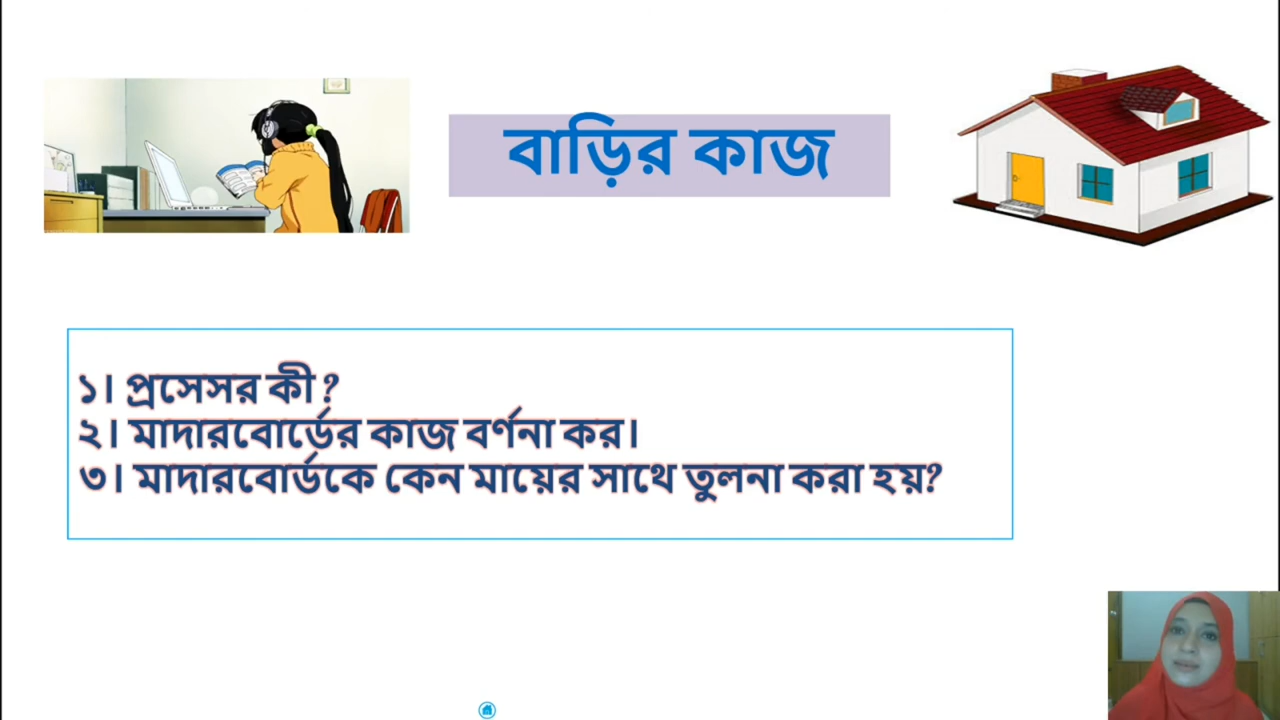 বাড়ির কাজ
১। প্রসেসর কী ?
২। মাদারবোর্ডের কাজ বর্ণনা কর।
৩। মাদারবোর্ডকে কেন মায়ের সাথে তুলনা করা হয়?